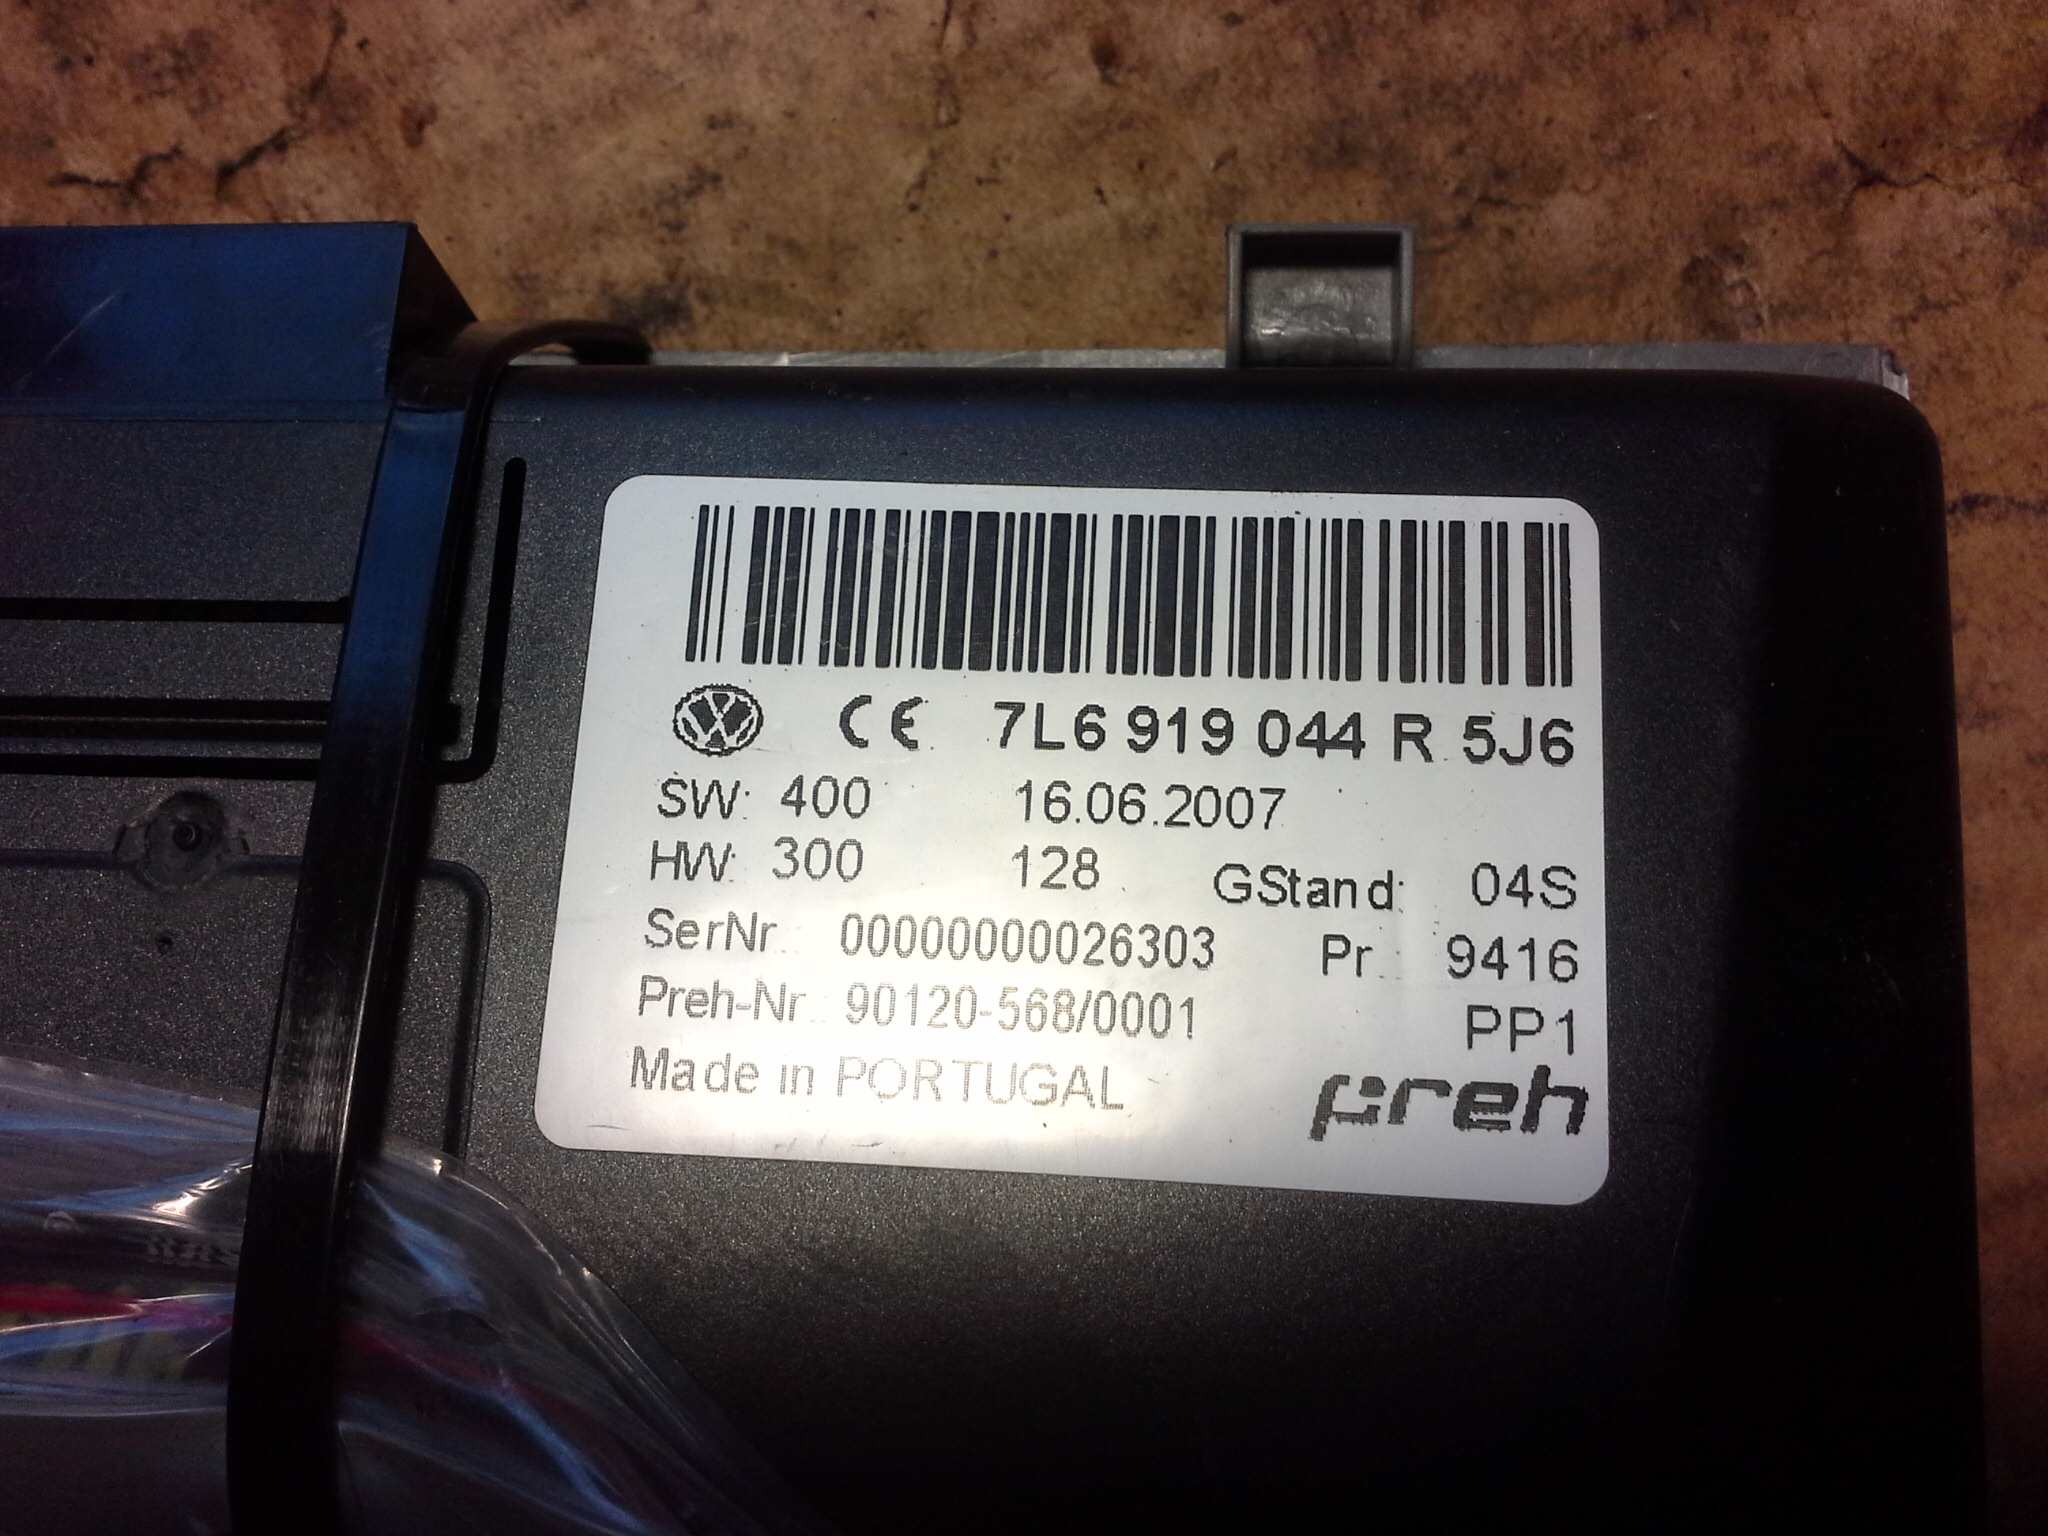 CE 7L6 919 044 R 5J6
SW: 400 16.06.2007
HW: 300 128 GStand: 04S
SerNr.: 00000000026303 Pr.: 9416
Preh-Nr.: 90120-568/0001 PP1
Made in PORTUGAL preh